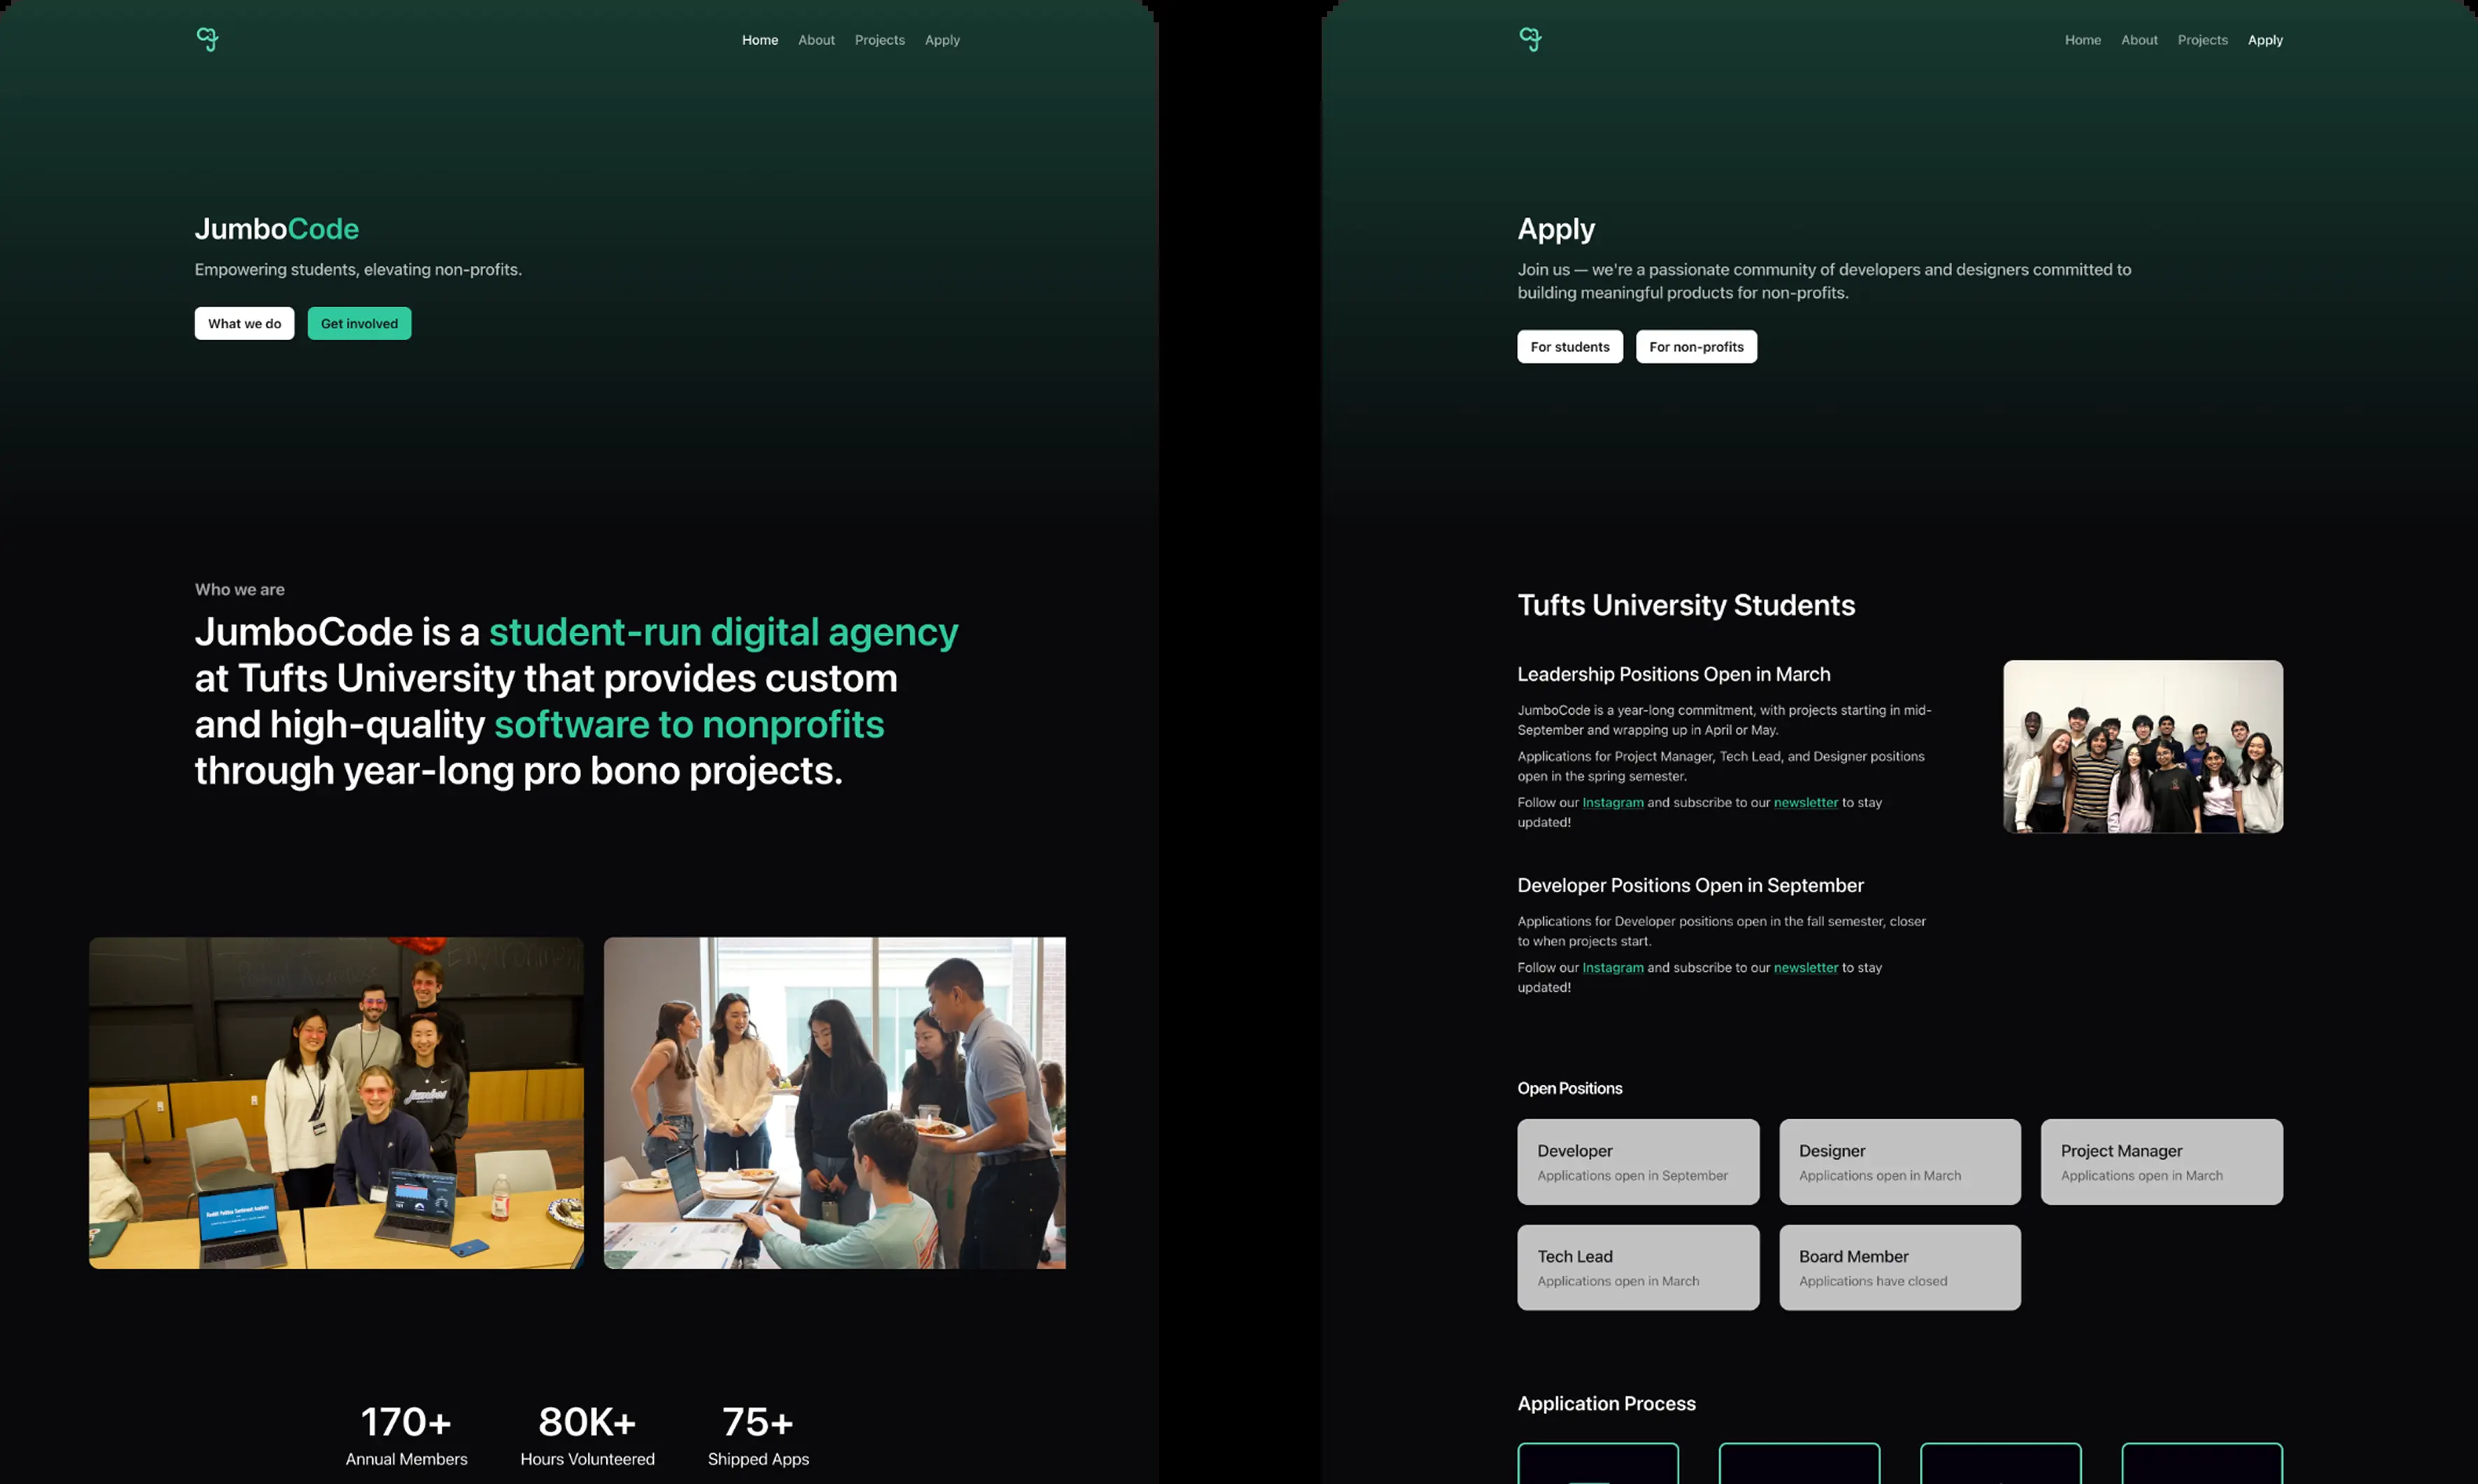 Home About Projects Apply
JumboCode
Empowering students, elevating non-profits.
What we do Get involved
Who we are
JumboCode is a student-run digital agency
at Tufts University that provides custom
and high-quality software to nonprofits
through year-long pro bono projects.
170+ 80K+ 75+
Annual Members Hours Volunteered Shipped Apps
Home About Projects Apply
Apply
Join us — we're a passionate community of developers and designers committed to
building meaningful products for non-profits.
For students For non-profits
Tufts University Students
Leadership Positions Open in March
JumboCode is a year-long commitment, with projects starting in mid-
September and wrapping up in April or May.
Applications for Project Manager, Tech Lead, and Designer positions
open in the spring semester.
Follow our Instagram and subscribe to our newsletter to stay
updated!
Developer Positions Open in September
Applications for Developer positions open in the fall semester, closer
to when projects start.
Follow our Instagram and subscribe to our newsletter to stay
updated!
Open Positions
Developer Designer Project Manager
Applications open in September Applications open in March Applications open in March
Tech Lead Board Member
Applications open in March Applications have closed
Application Process